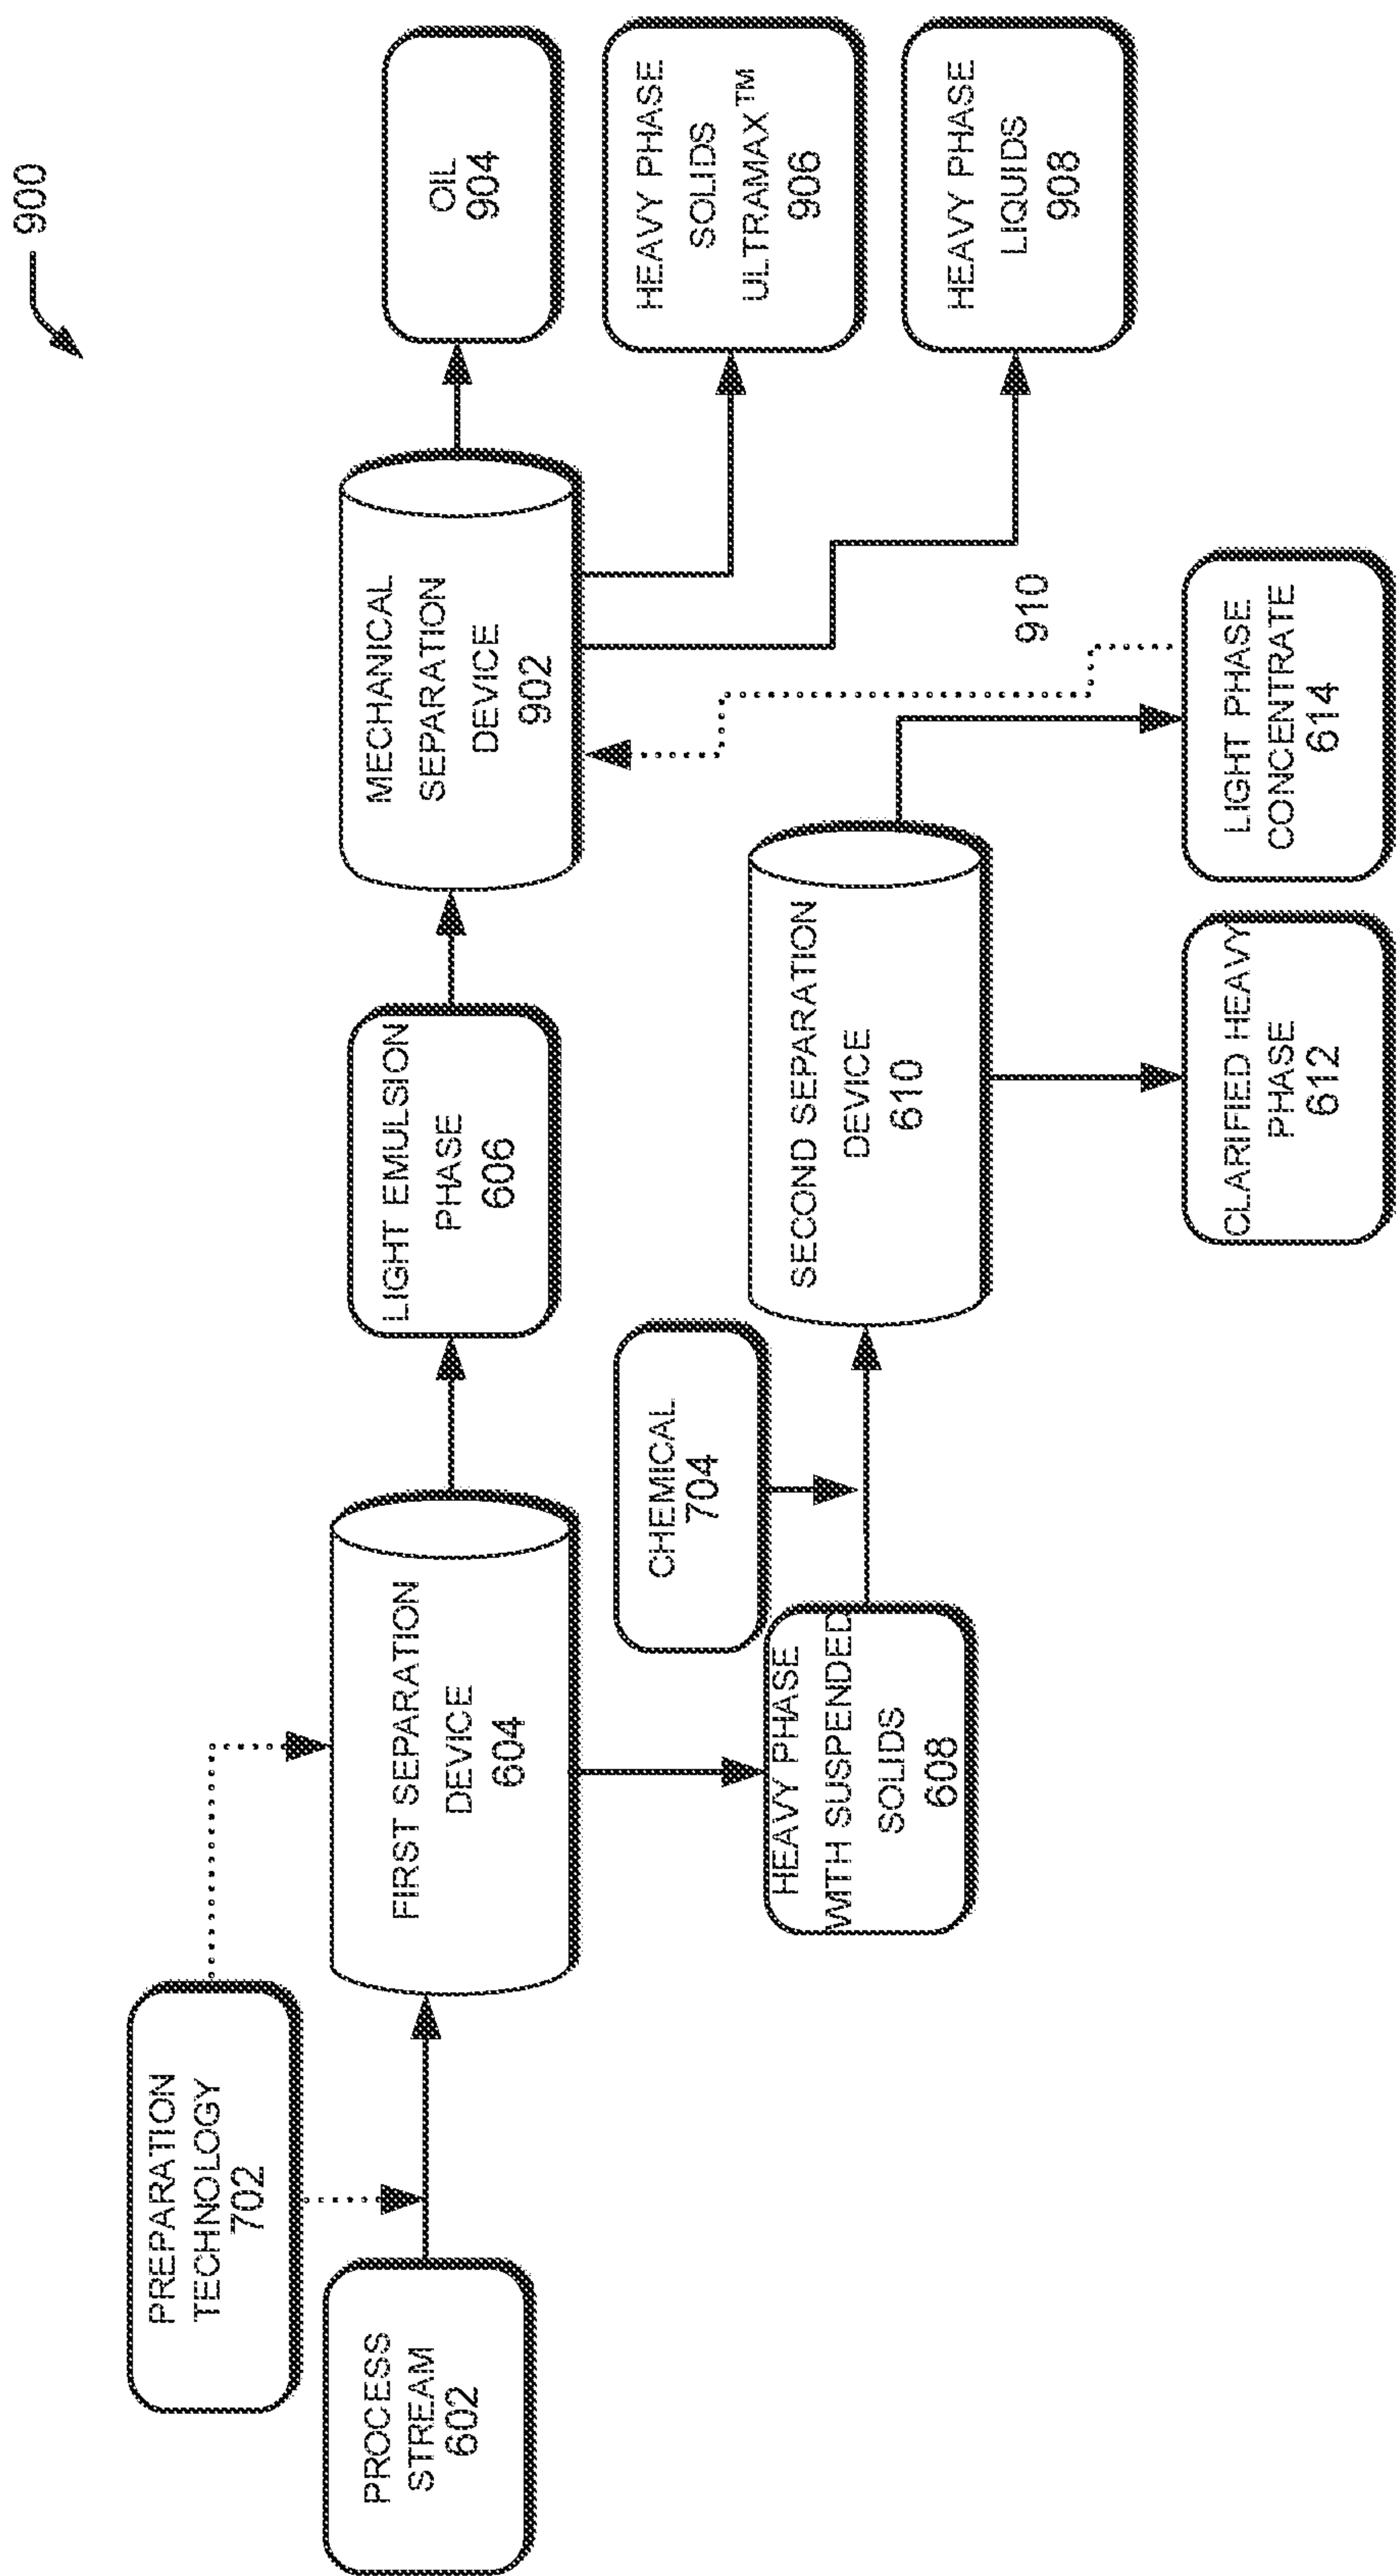 900
PREPARATION
TECHNOLOGY
702
PROCESS
STREAM
602
FIRST SEPARATION
DEVICE
604
LIGHT EMULSION
PHASE
606
MECHANICAL
SEPARATION
DEVICE
902
OIL
904
HEAVY PHASE
SOLIDS
ULTRAMAX™
906
HEAVY PHASE
LIQUIDS
908
CHEMICAL
704
HEAVY PHASE
WITH SUSPENDED
SOLIDS
608
SECOND SEPARATION
DEVICE
610
910
CLARIFIED HEAVY
PHASE
612
LIGHT PHASE
CONCENTRATE
614